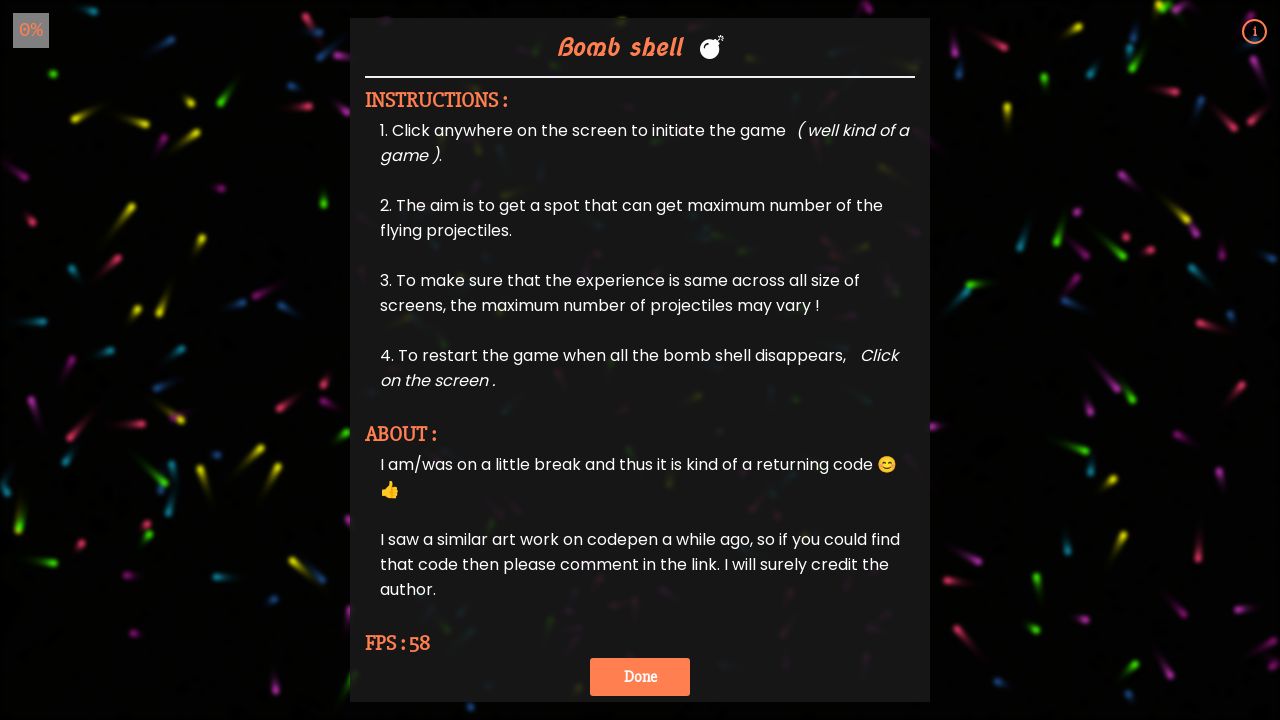 0%
i
Bomb shell 💣
INSTRUCTIONS :
1. Click anywhere on the screen to initiate the game ( well kind of a
game ).
2. The aim is to get a spot that can get maximum number of the
flying projectiles.
3. To make sure that the experience is same across all size of
screens, the maximum number of projectiles may vary !
4. To restart the game when all the bomb shell disappears, Click
on the screen .
ABOUT :
I am/was on a little break and thus it is kind of a returning code 😊
👍
I saw a similar art work on codepen a while ago, so if you could find
that code then please comment in the link. I will surely credit the
author.
FPS : 58
Done